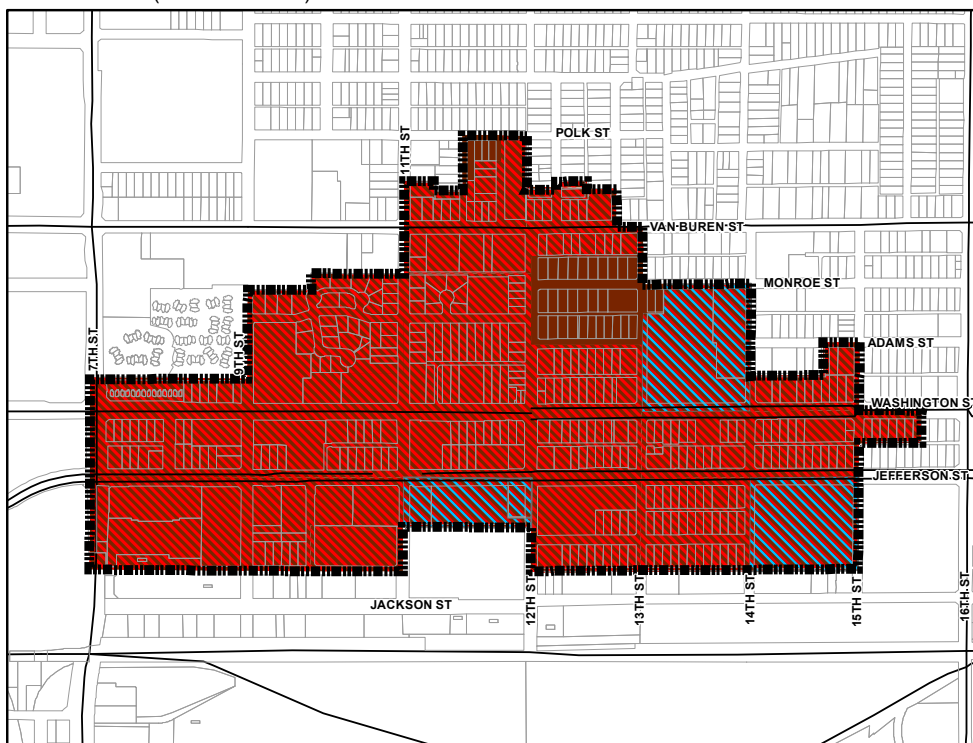 POLK ST
11TH ST
VAN BUREN ST
MONROE ST
7TH ST
9TH ST
ADAMS ST
WASHINGTON S
JEFFERSON ST
12TH ST
13TH ST
14TH ST
15TH ST
16TH ST
JACKSON ST